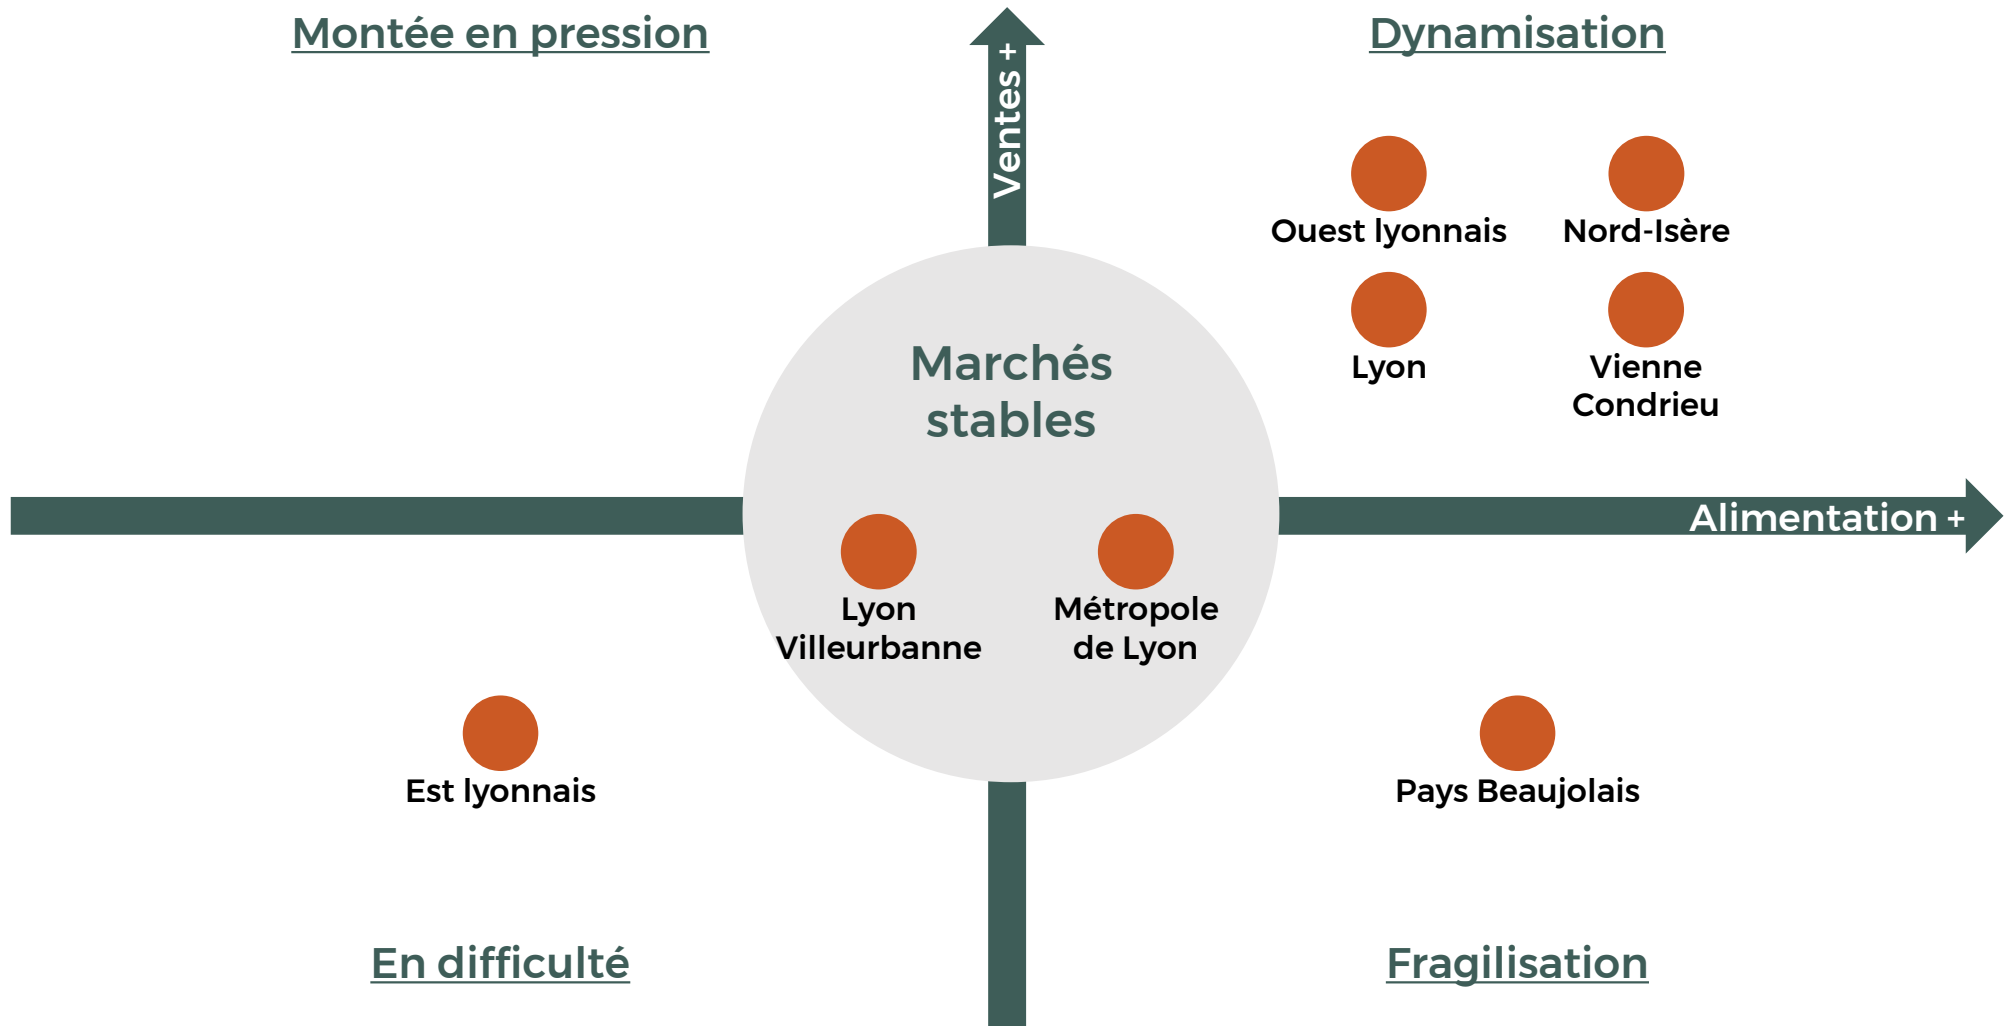 Montée en pression
Dynamisation
Ventes +
Ouest lyonnais
Nord-Isère
Lyon
Vienne
Condrieu
Marchés
stables
Alimentation +
Lyon
Villeurbanne
Métropole
de Lyon
Est lyonnais
Pays Beaujolais
En difficulté
Fragilisation